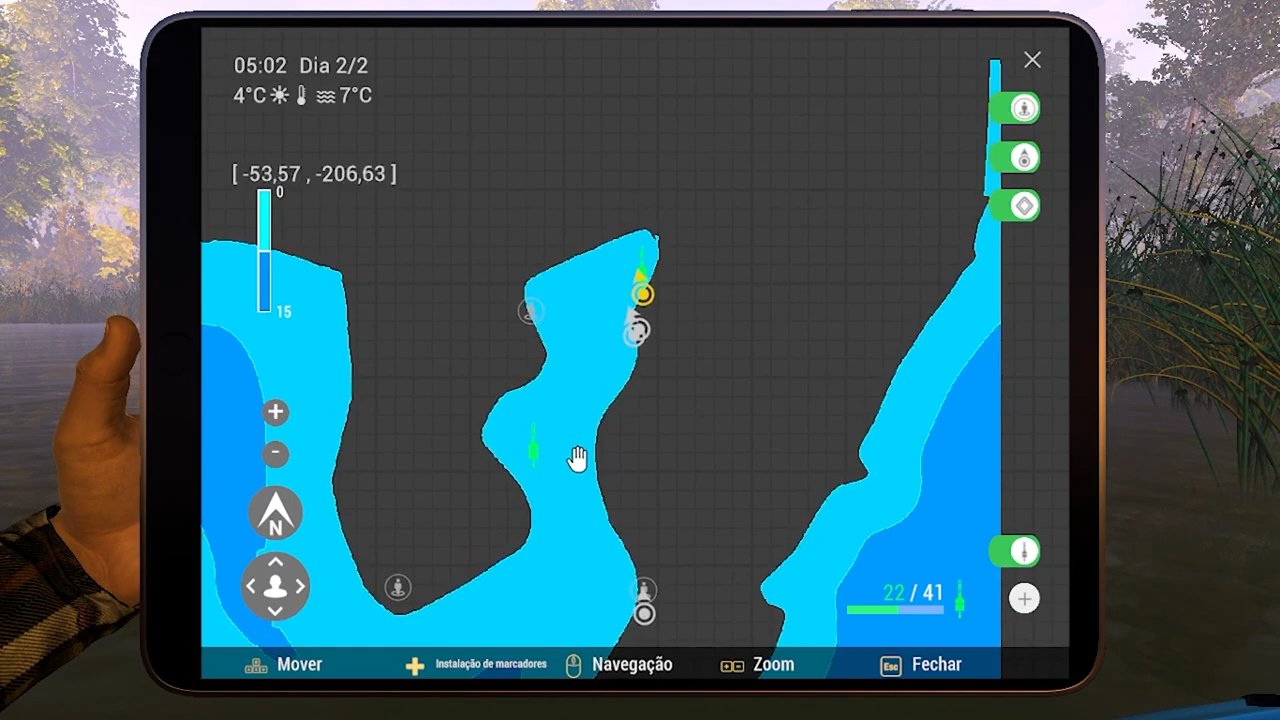 05:02 Dia 2/2
4°C 7°C
[ -53,57 , -206,63 ]
0
15
+
-
N
22 / 41
+
Mover
Instalação de marcadores
Navegação
Zoom
Esc Fechar